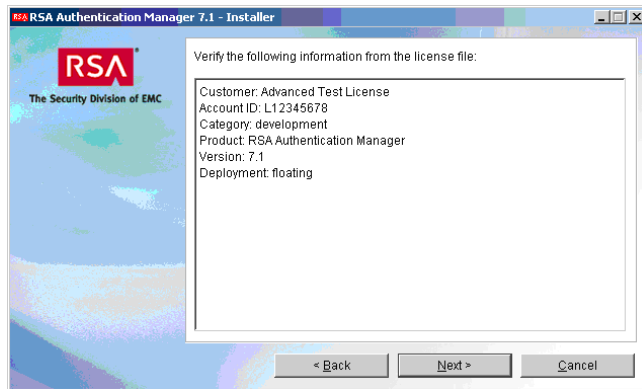 RSA Authentication Manager 7.1 - Installer
RSA
The Security Division of EMC
Verify the following information from the license file:
Customer: Advanced Test License
Account ID: L12345678
Category: development
Product: RSA Authentication Manager
Version: 7.1
Deployment: floating
< Back
Next >
Cancel